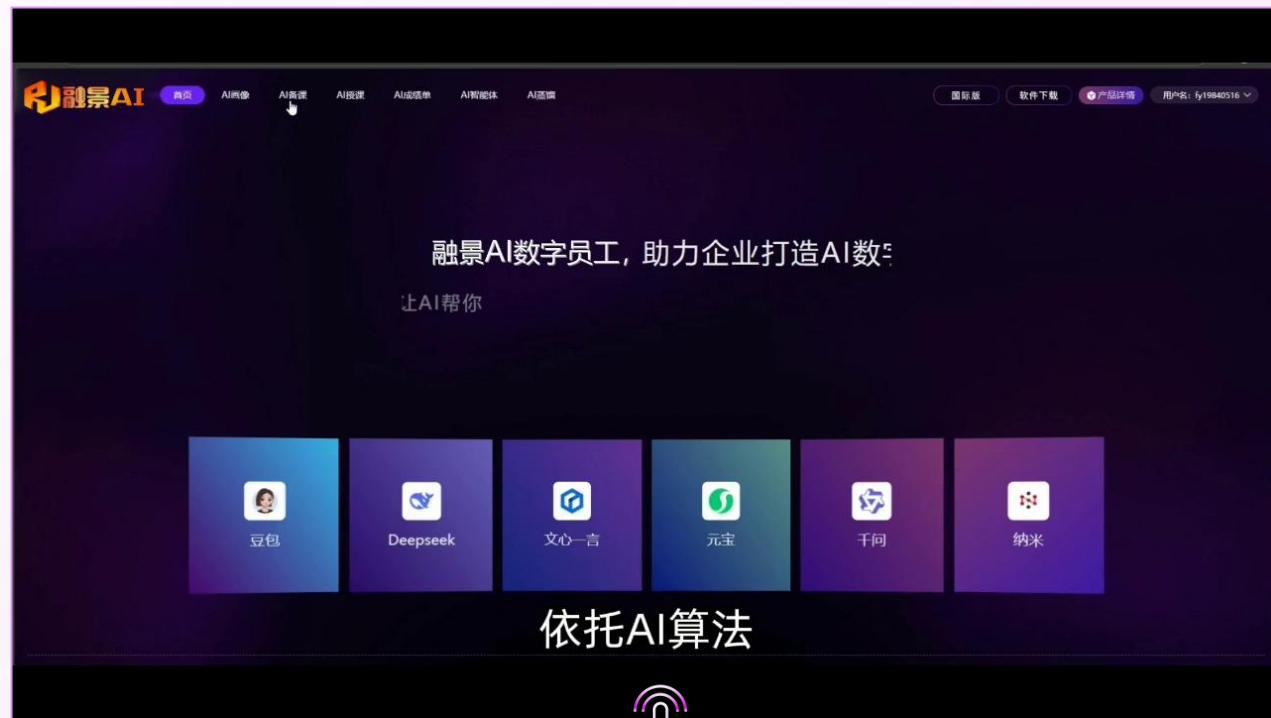 融景AI
首页 AI画像 AI备课 AI授课 AI成绩单 AI智能体 AI蒸馏
国际版 软件下载 产品详情 用户名: fy19840516
融景AI数字员工, 助力企业打造AI数
让AI帮你
豆包 Deepseek 文心一言 元宝 千问 纳米
依托AI算法